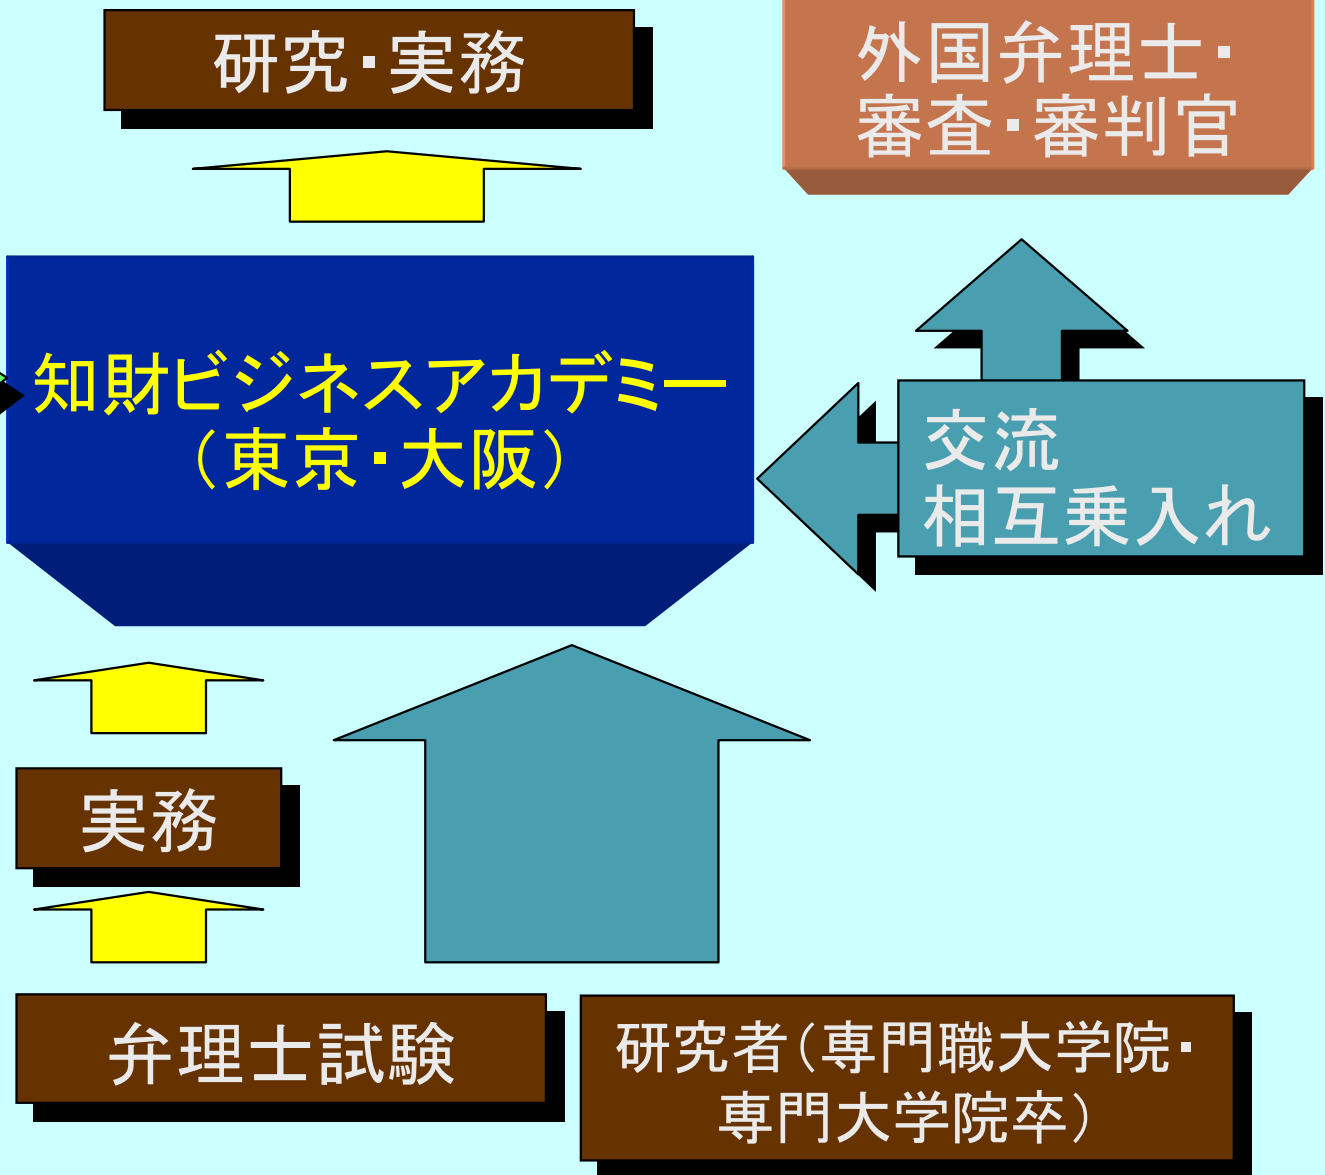 研究・実務
外国弁理士・
審査・審判官
知財ビジネスアカデミー
（東京・大阪）
交流
相互乗入れ
実務
弁理士試験
研究者（専門職大学院・
専門大学院卒）